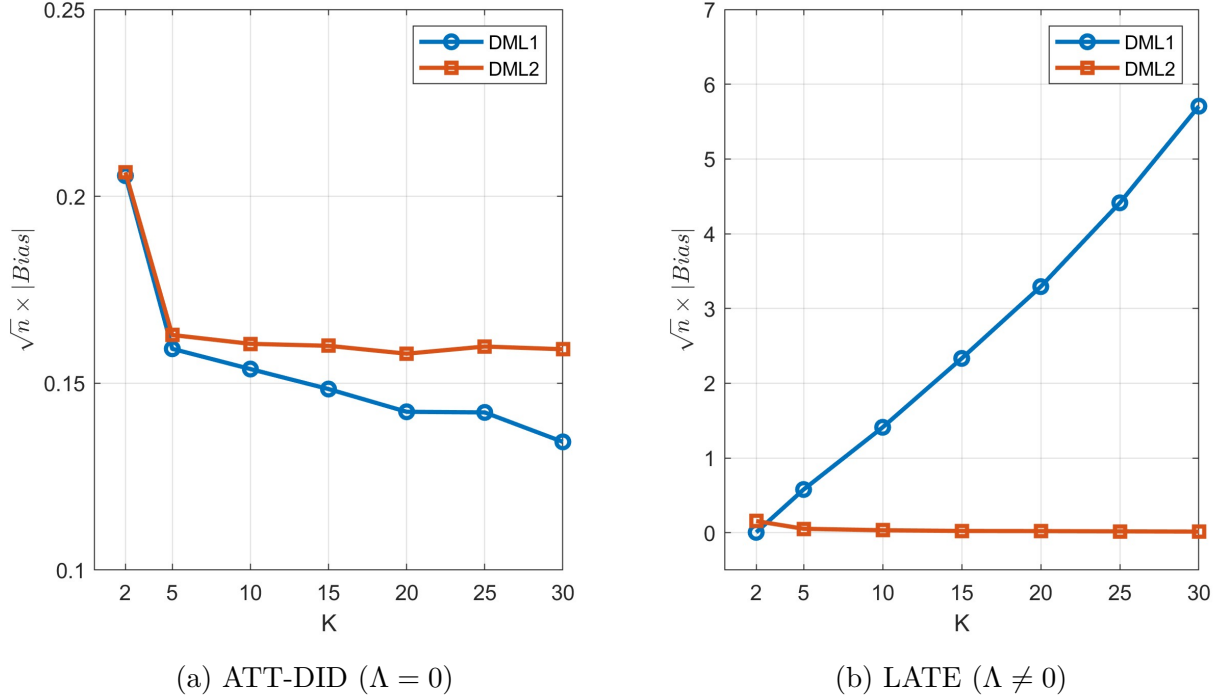 0.25
0.2
0.15
0.1
2 5 10 15 20 25 30
K
√n × |Bias|
DML1
DML2
(a) ATT-DID (Λ = 0)
7
6
5
4
3
2
1
0
2 5 10 15 20 25 30
K
√n × |Bias|
DML1
DML2
(b) LATE (Λ ≠ 0)